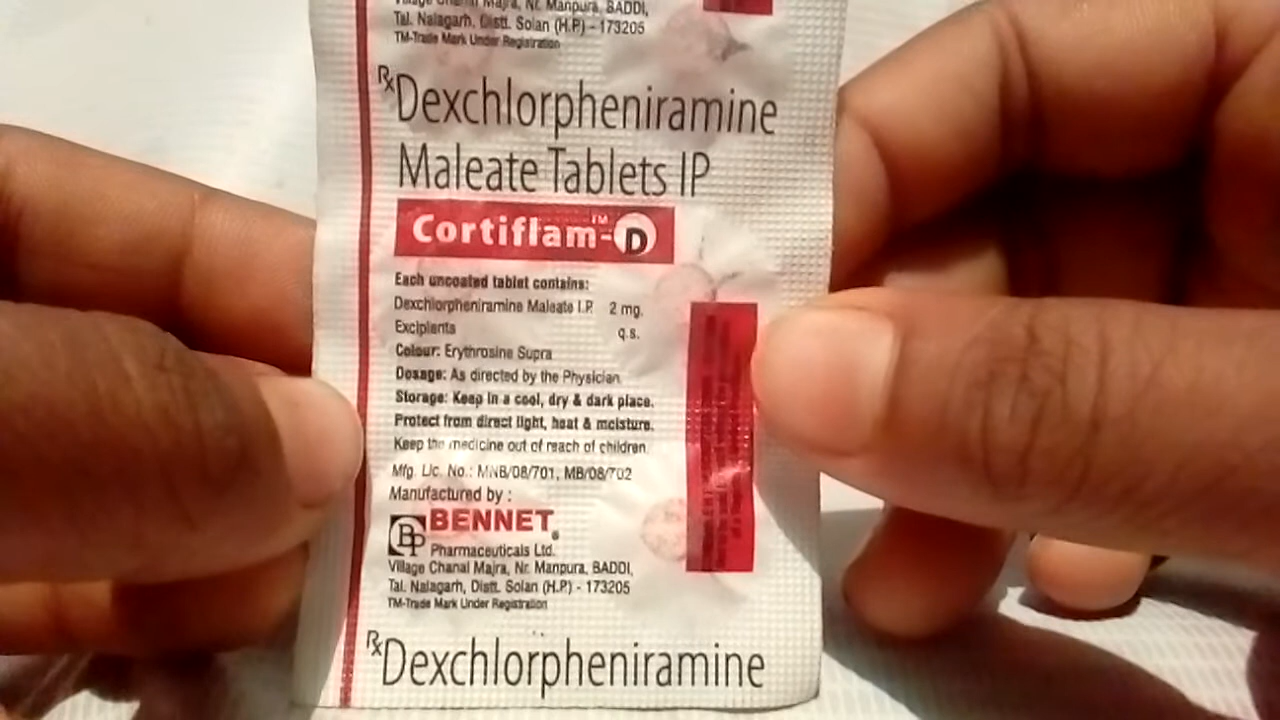 Village Chanal Majra, Nr. Manpura, BADDI,
Tal. Nalagarh, Distt. Solan (H.P.) - 173205
TM-Trade Mark Under Registration
Rx Dexchlorpheniramine
Maleate Tablets IP
Cortiflam™-D
Each uncoated tablet contains:
Dexchlorpheniramine Maleate I.P. 2 mg.
Excipients q.s.
Colour: Erythrosine Supra
Dosage: As directed by the Physician.
Storage: Keep in a cool, dry & dark place.
Protect from direct light, heat & moisture.
Keep the medicine out of reach of children.
Mfg. Lic. No.: MNB/08/701, MB/08/702
Manufactured by :
BP BENNET®
Pharmaceuticals Ltd.
Village Chanal Majra, Nr. Manpura, BADDI,
Tal. Nalagarh, Distt. Solan (H.P.) - 173205
TM-Trade Mark Under Registration
Rx Dexchlorpheniramine